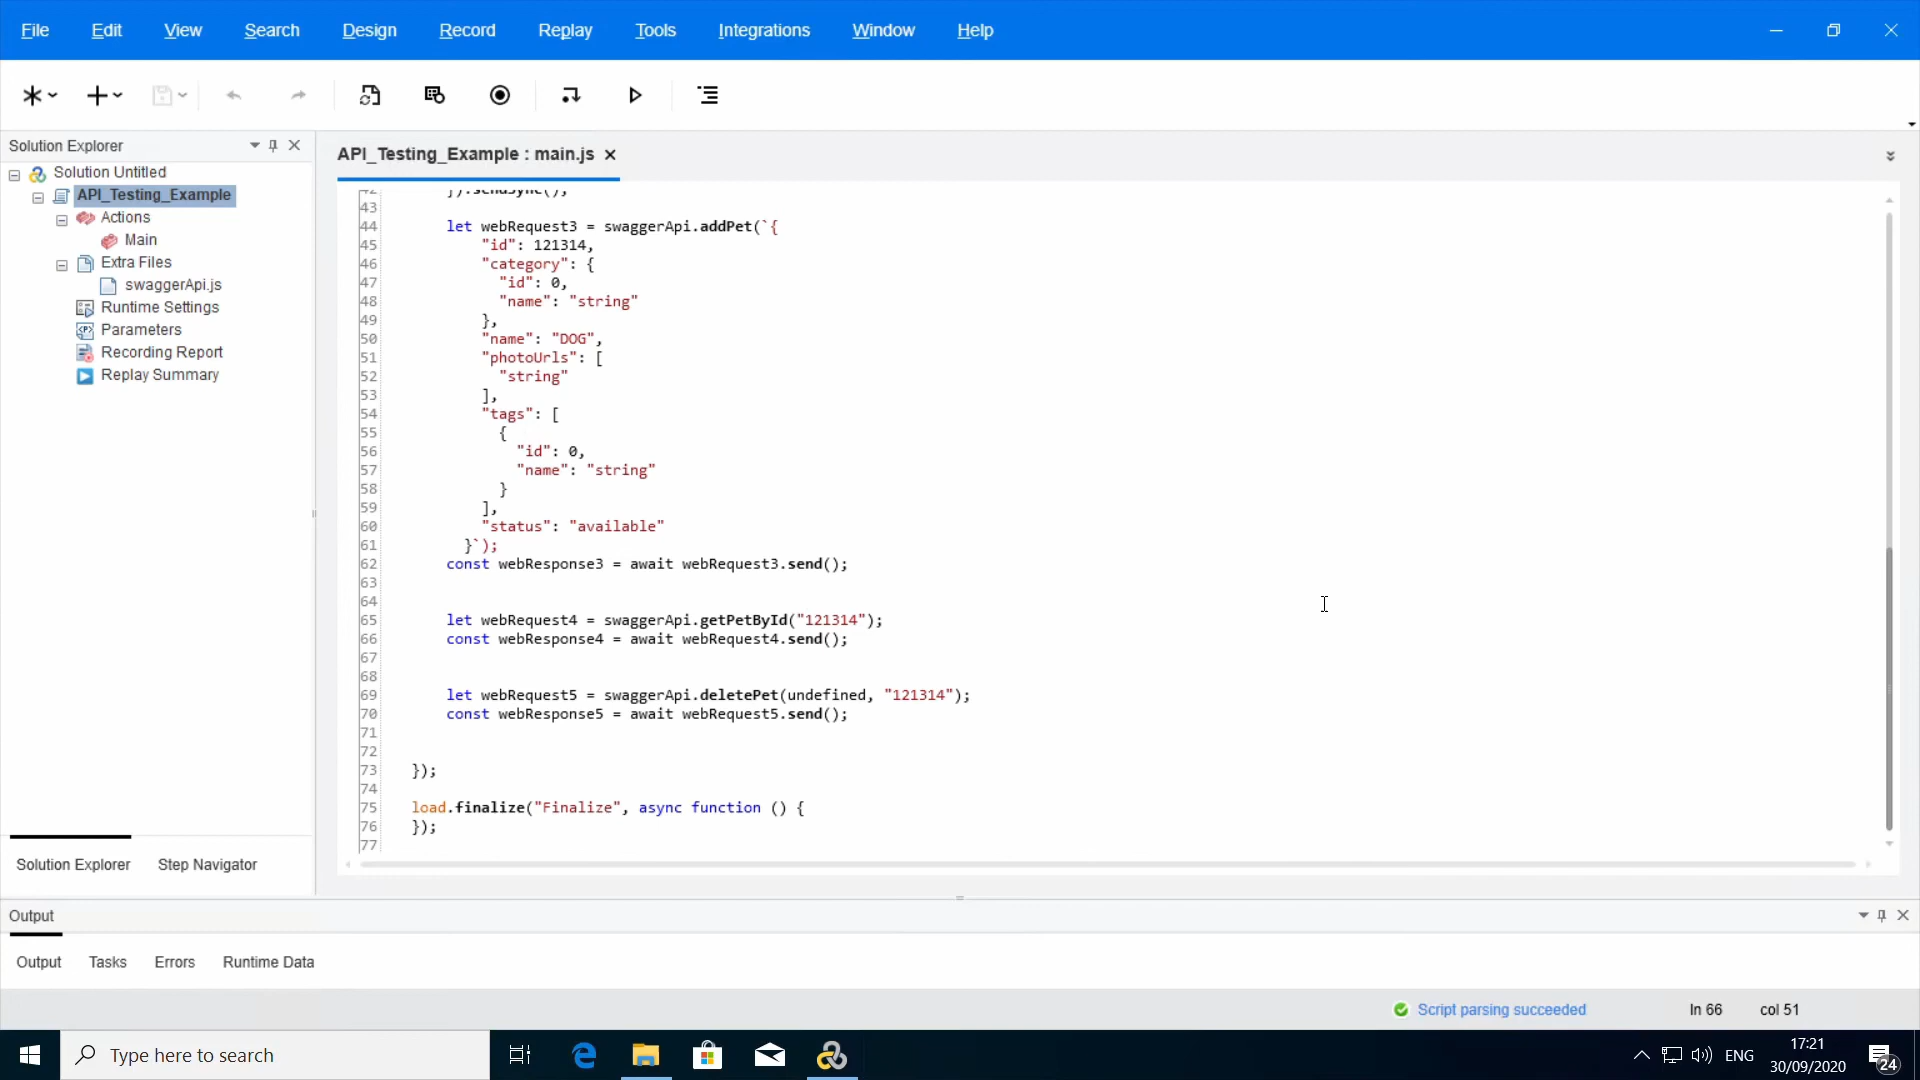 File Edit View Search Design Record Replay Tools Integrations Window Help
Solution Explorer
Solution Untitled
API_Testing_Example
Actions
Main
Extra Files
swaggerApi.js
Runtime Settings
Parameters
Recording Report
Replay Summary
Solution Explorer Step Navigator
API_Testing_Example : main.js
42 }).sendSync();
43
44 let webRequest3 = swaggerApi.addPet(`{
45 "id": 121314,
46 "category": {
47 "id": 0,
48 "name": "string"
49 },
50 "name": "DOG",
51 "photoUrls": [
52 "string"
53 ],
54 "tags": [
55 {
56 "id": 0,
57 "name": "string"
58 }
59 ],
60 "status": "available"
61 }`);
62 const webResponse3 = await webRequest3.send();
63
64
65 let webRequest4 = swaggerApi.getPetById("121314");
66 const webResponse4 = await webRequest4.send();
67
68
69 let webRequest5 = swaggerApi.deletePet(undefined, "121314");
70 const webResponse5 = await webRequest5.send();
71
72
73 });
74
75 load.finalize("Finalize", async function () {
76 });
77
Output
Output Tasks Errors Runtime Data
Script parsing succeeded ln 66 col 51
Type here to search
ENG
17:21
30/09/2020
24